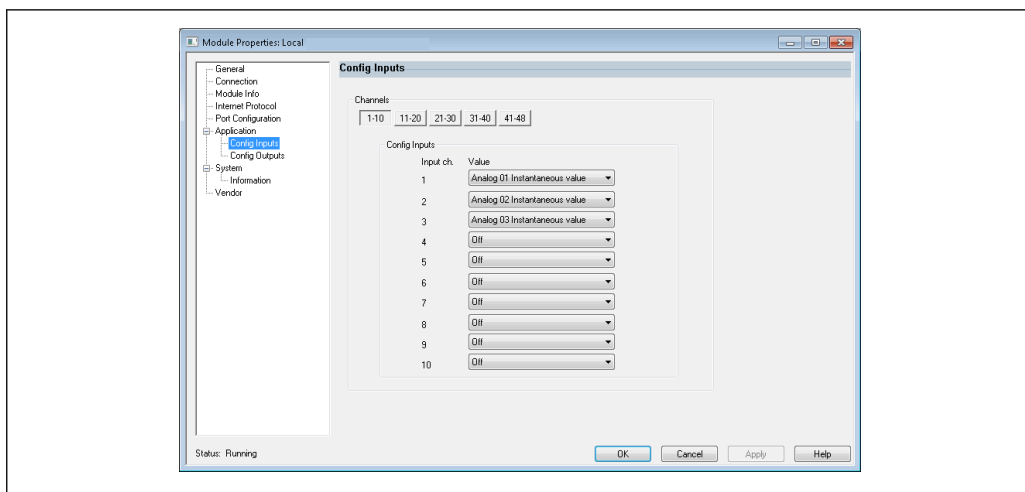 Module Properties: Local
General
Connection
Module Info
Internet Protocol
Port Configuration
Application
Config Inputs
Config Outputs
System
Information
Vendor
Config Inputs
Channels
1-10 11-20 21-30 31-40 41-48
Config Inputs
Input ch. Value
1 Analog 01 Instantaneous value
2 Analog 02 Instantaneous value
3 Analog 03 Instantaneous value
4 Off
5 Off
6 Off
7 Off
8 Off
9 Off
10 Off
Status: Running
OK Cancel Apply Help